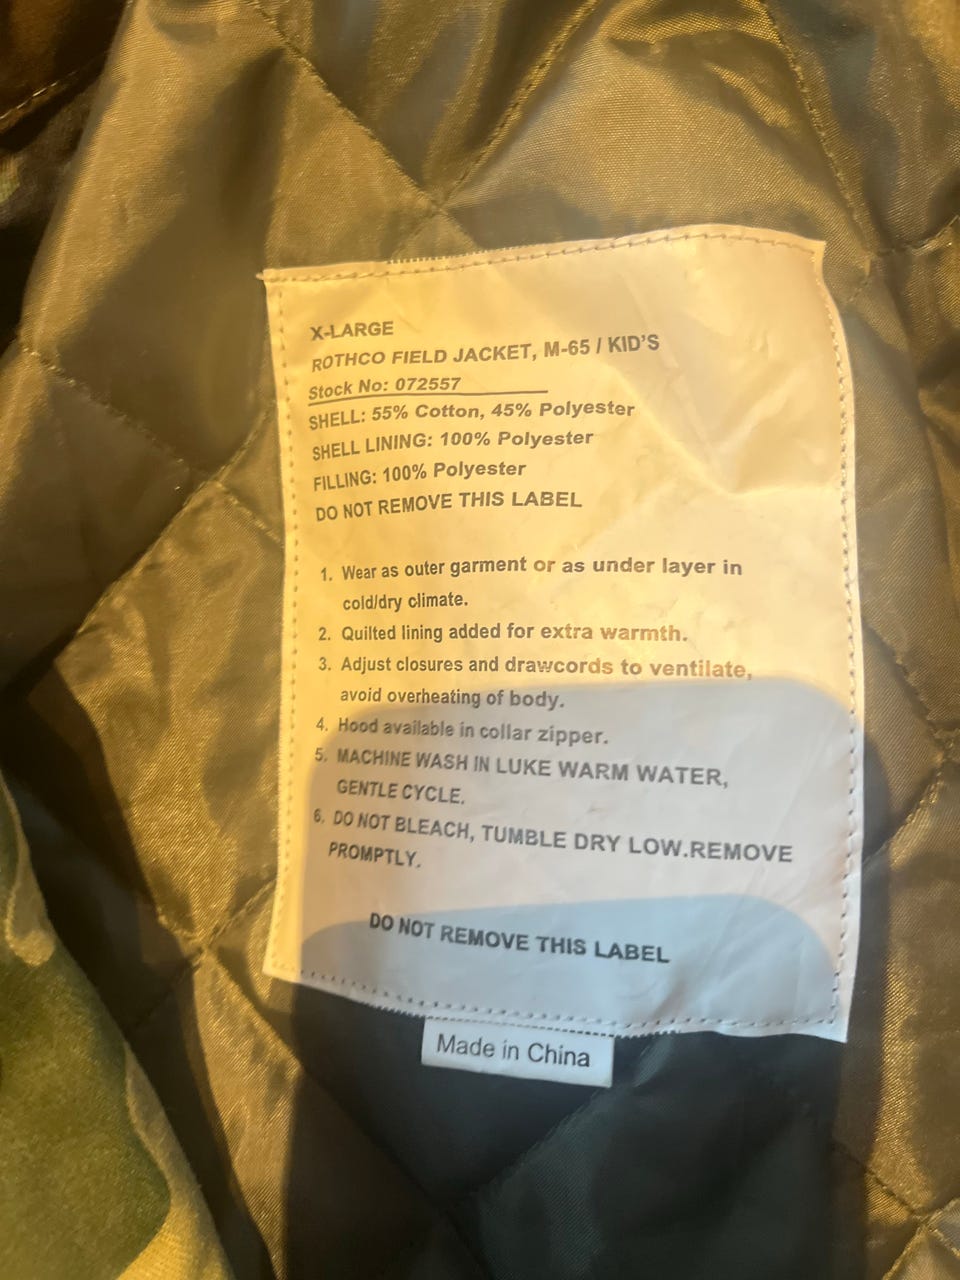 X-LARGE
ROTHCO FIELD JACKET, M-65 / KID'S
Stock No: 072557
SHELL: 55% Cotton, 45% Polyester
SHELL LINING: 100% Polyester
FILLING: 100% Polyester
DO NOT REMOVE THIS LABEL
1. Wear as outer garment or as under layer in
cold/dry climate.
2. Quilted lining added for extra warmth.
3. Adjust closures and drawcords to ventilate,
avoid overheating of body.
4. Hood available in collar zipper.
5. MACHINE WASH IN LUKE WARM WATER,
GENTLE CYCLE.
6. DO NOT BLEACH, TUMBLE DRY LOW.REMOVE
PROMPTLY.
DO NOT REMOVE THIS LABEL
Made in China